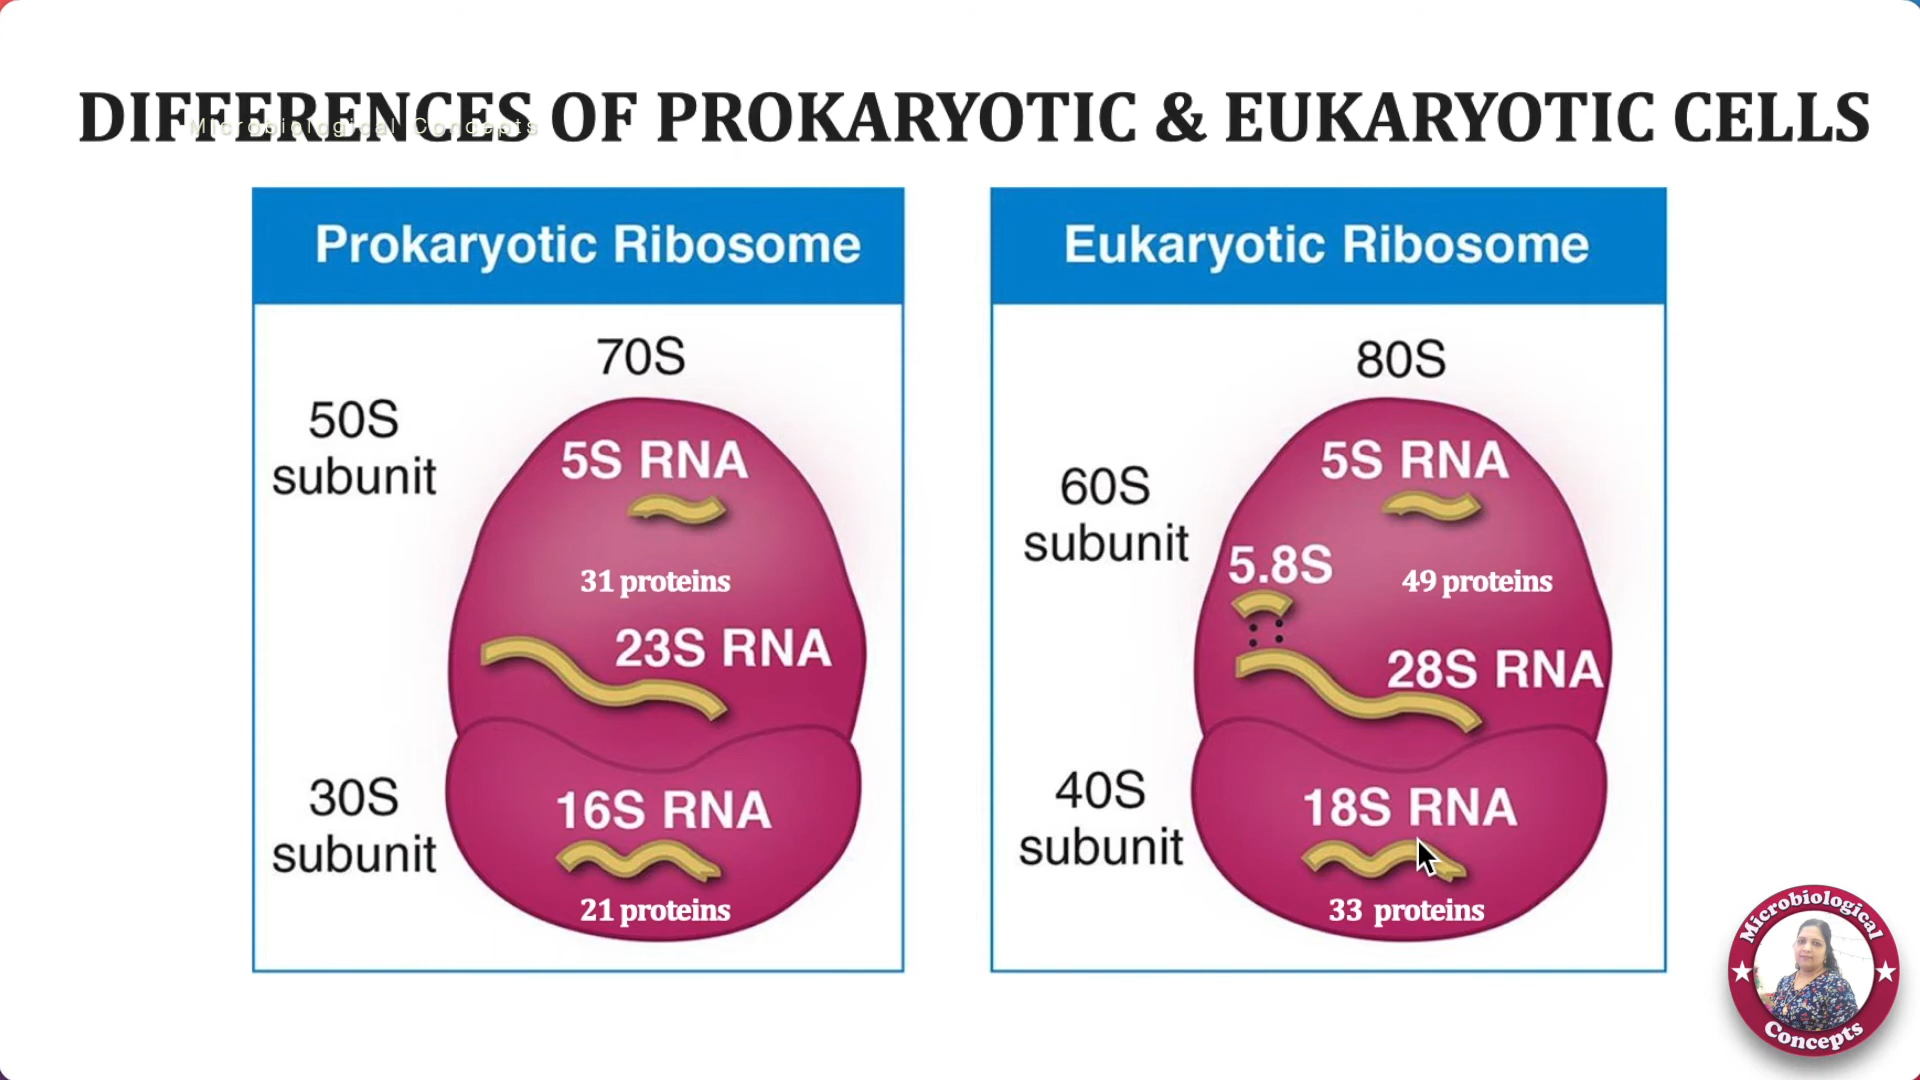 DIFFERENCES OF PROKARYOTIC & EUKARYOTIC CELLS
Microbiological Concepts
Prokaryotic Ribosome
70S
50S
subunit
5S RNA
31 proteins
23S RNA
30S
subunit
16S RNA
21 proteins
Eukaryotic Ribosome
80S
60S
subunit
5S RNA
5.8S
49 proteins
28S RNA
40S
subunit
18S RNA
33 proteins
Microbiological
Concepts